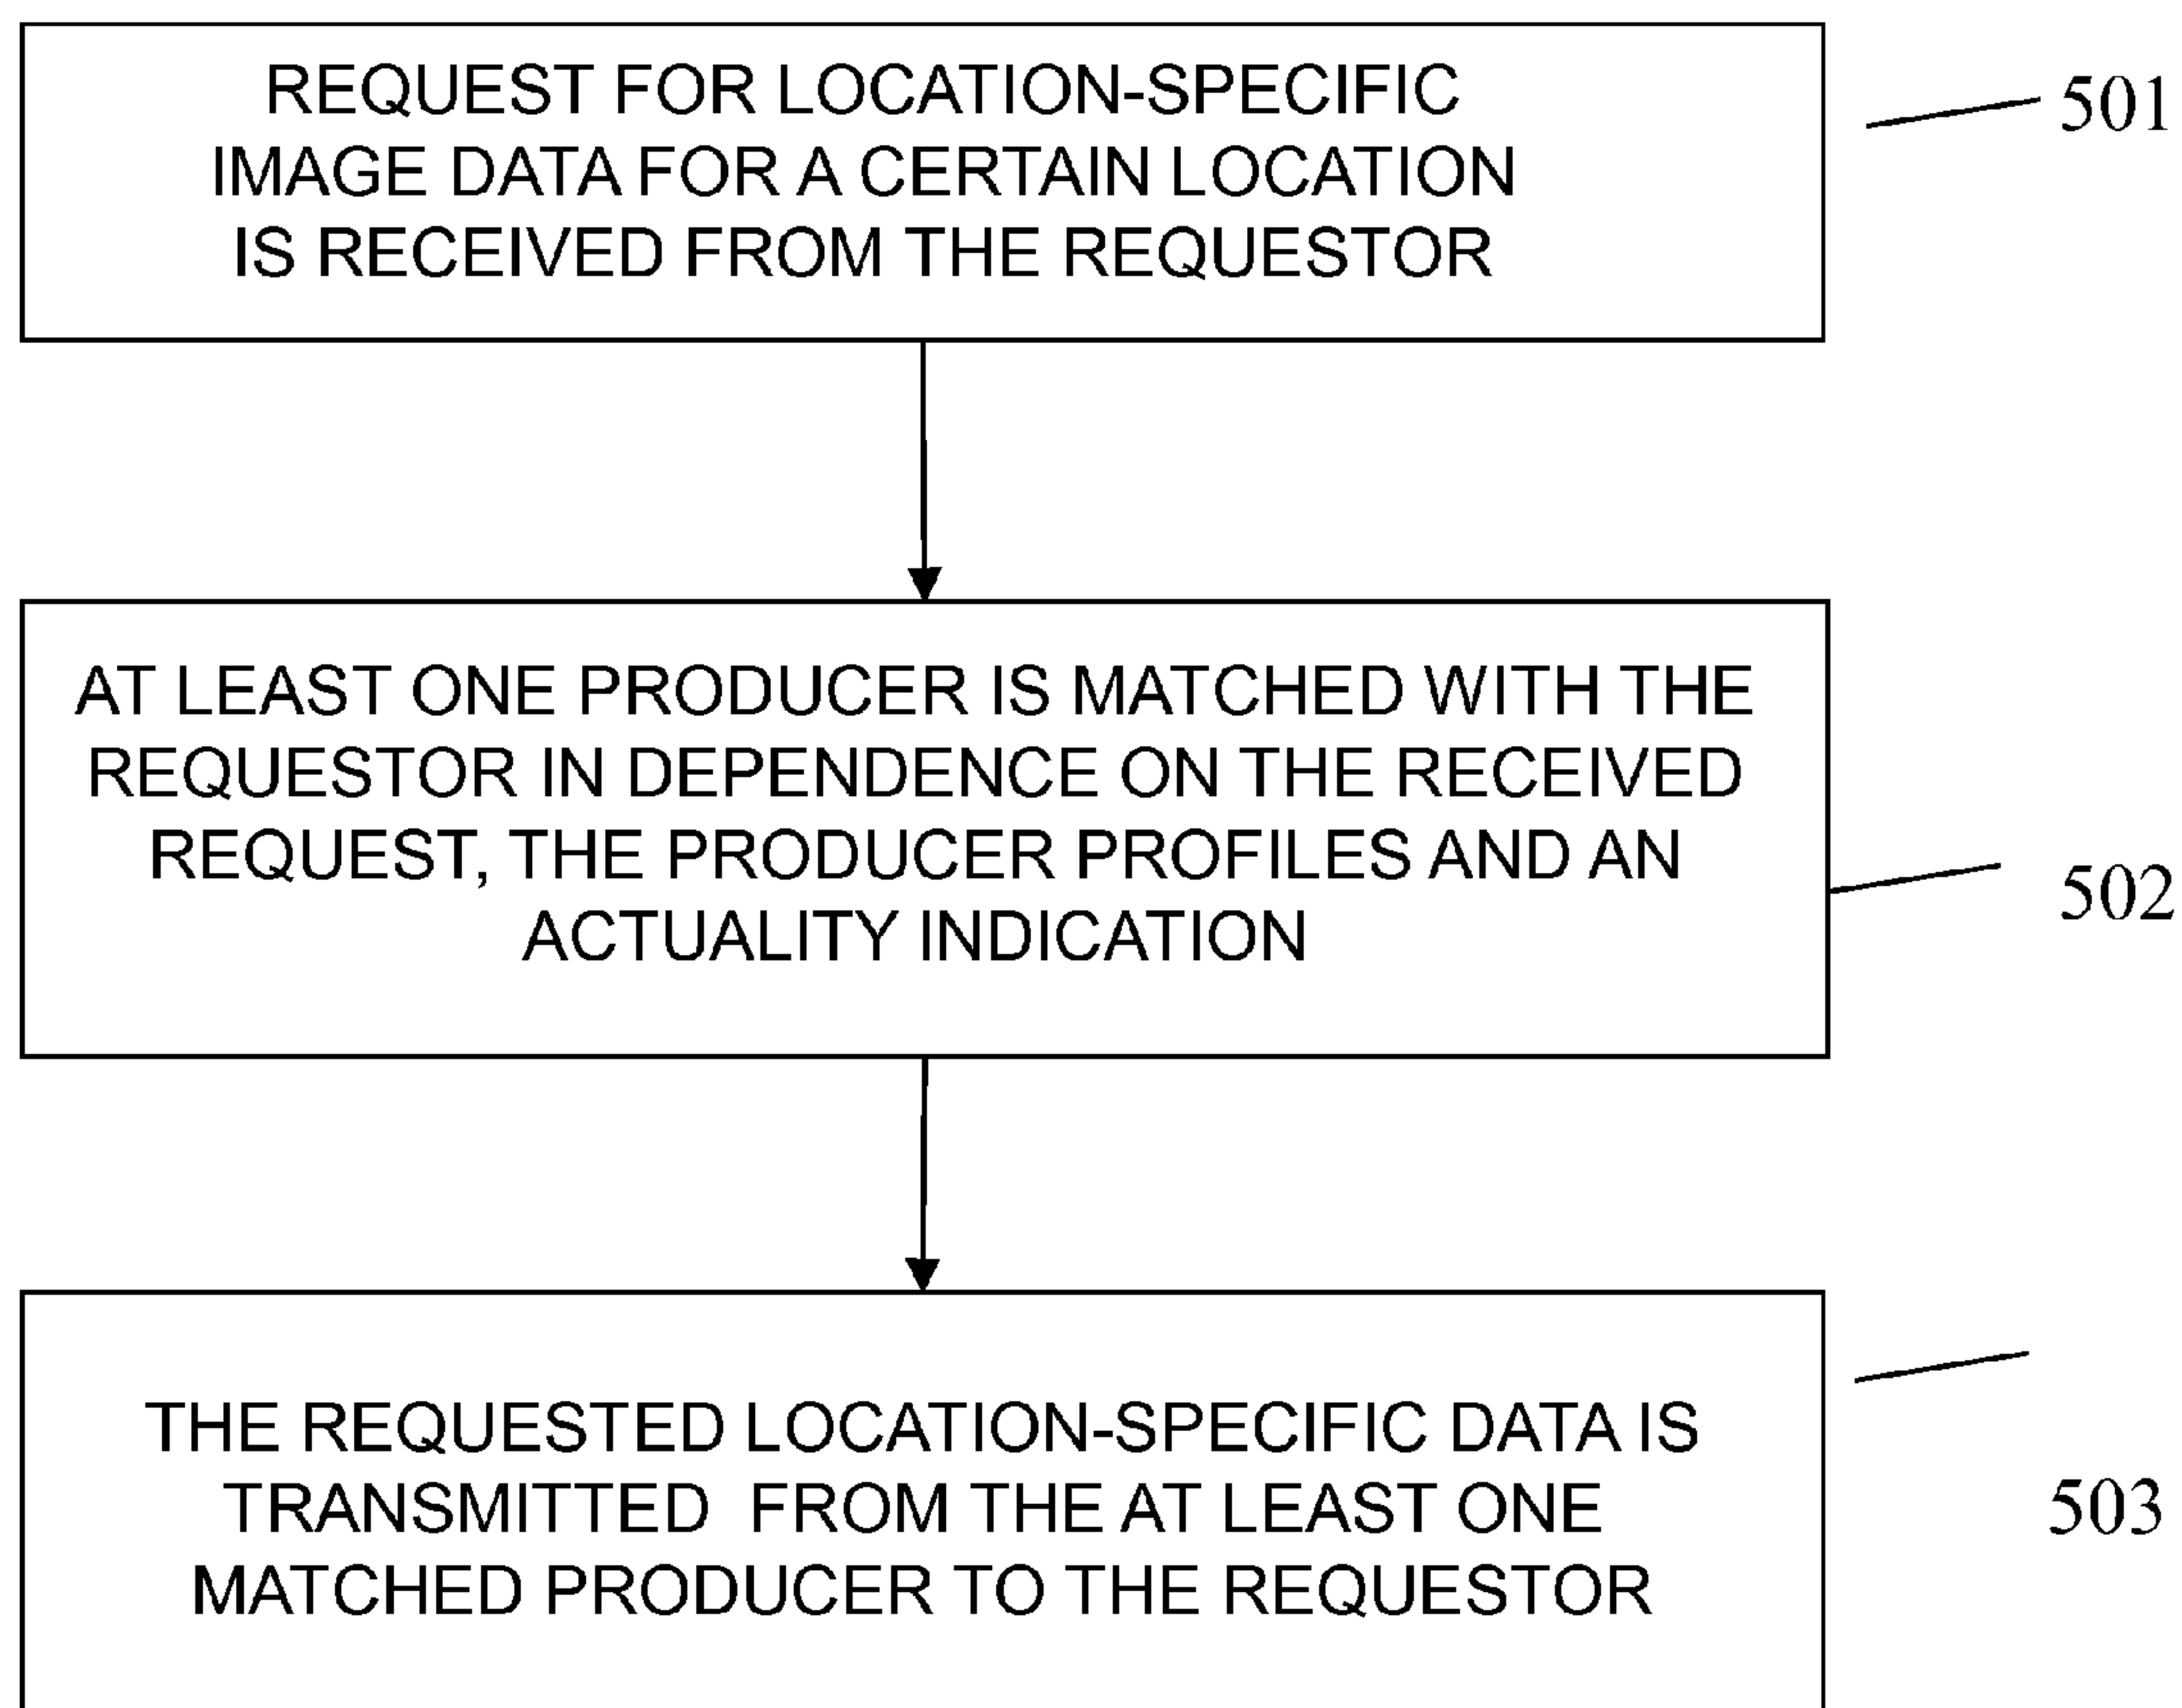 REQUEST FOR LOCATION-SPECIFIC
IMAGE DATA FOR A CERTAIN LOCATION
IS RECEIVED FROM THE REQUESTOR
501
AT LEAST ONE PRODUCER IS MATCHED WITH THE
REQUESTOR IN DEPENDENCE ON THE RECEIVED
REQUEST, THE PRODUCER PROFILES AND AN
ACTUALITY INDICATION
502
THE REQUESTED LOCATION-SPECIFIC DATA IS
TRANSMITTED FROM THE AT LEAST ONE
MATCHED PRODUCER TO THE REQUESTOR
503